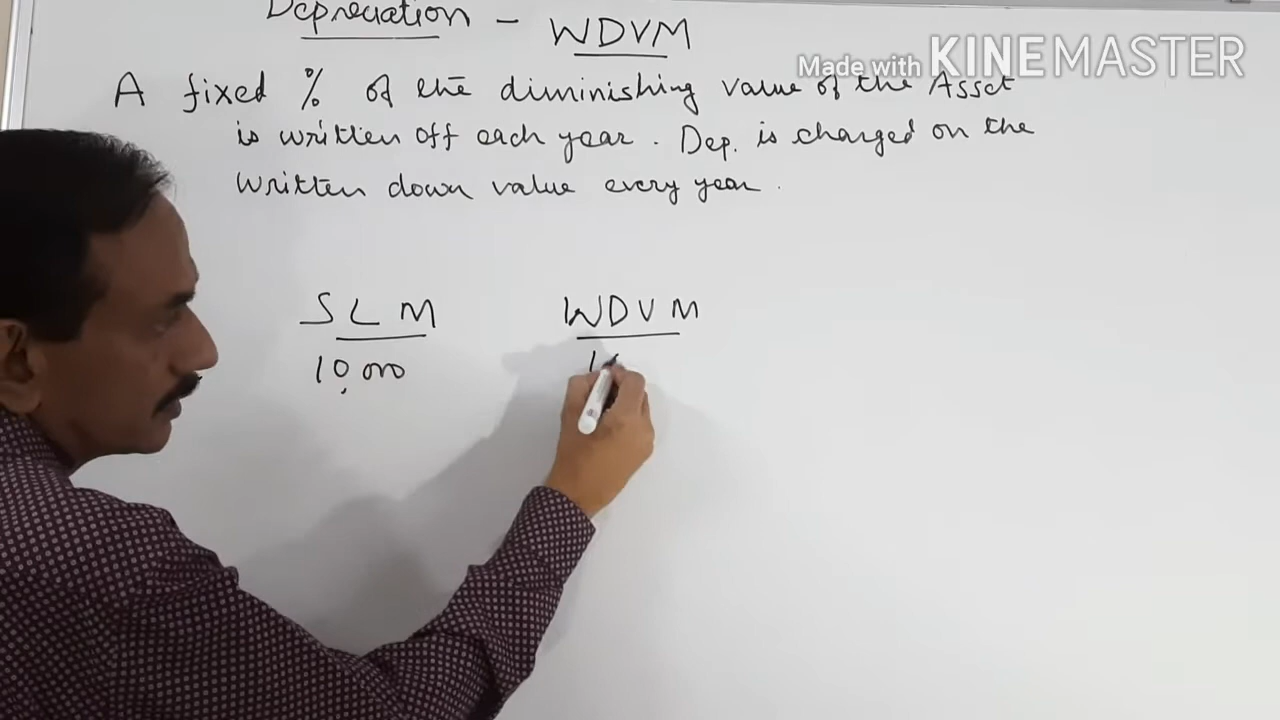 Depreciation - WDVM
Made with KINEMASTER
A fixed % of the diminishing value of the Asset
is written off each year. Dep. is charged on the
written down value every year.
SLM WDVM
10,000 1